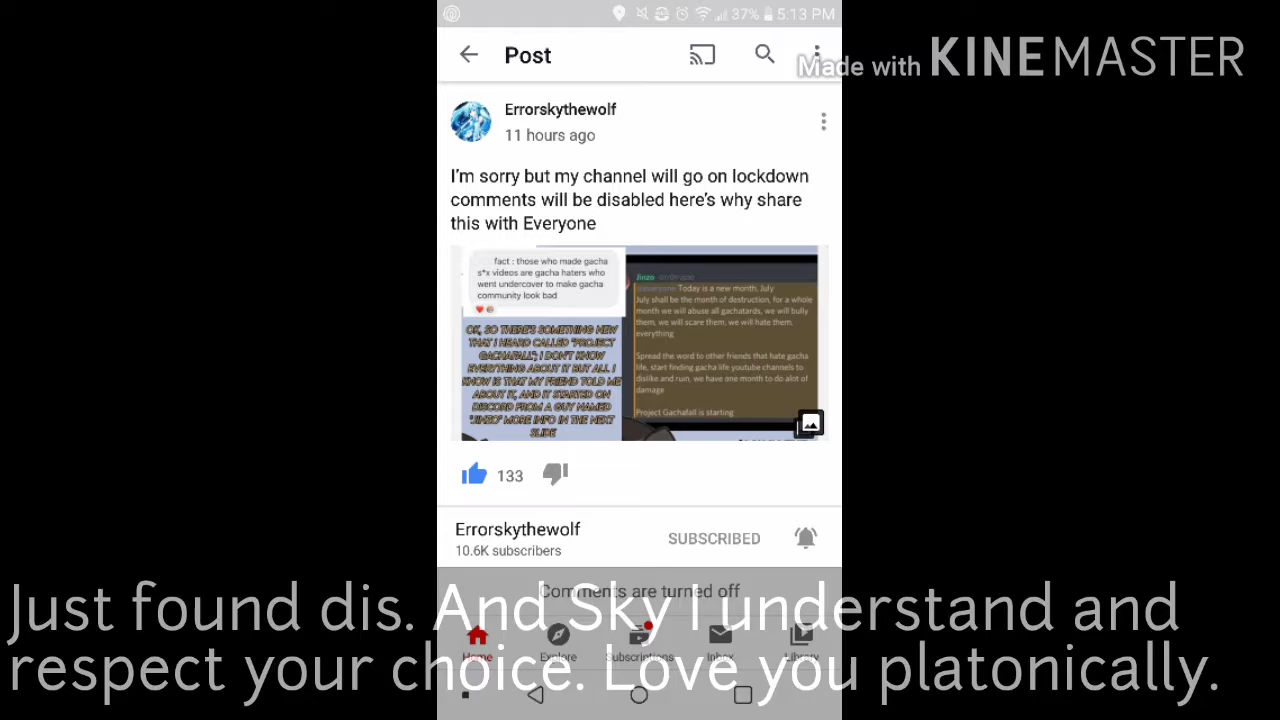 37% 5:13 PM
Post
Made with KINEMASTER
Errorskythewolf
11 hours ago
I'm sorry but my channel will go on lockdown
comments will be disabled here's why share
this with Everyone
fact : those who made gacha
s*x videos are gacha haters who
went undercover to make gacha
community look bad
OK, SO THERE'S SOMETHING NEW
THAT I HEARD CALLED "PROJECT
GACHAFALL", I DON'T KNOW
EVERYTHING ABOUT IT BUT ALL I
KNOW IS THAT MY FRIEND TOLD ME
ABOUT IT, AND IT STARTED ON
DISCORD FROM A GUY NAMED
"JINZO" MORE INFO IN THE NEXT
SLIDE
Jinzo
@everyone Today is a new month, July
July shall be the month of destruction, for a whole
month we will abuse all gachatards, we will bully
them, we will scare them, we will hate them,
everything
Spread the word to other friends that hate gacha
life, start finding gacha life youtube channels to
dislike and ruin, we have one month to do alot of
damage
Project Gachafall is starting
133
Errorskythewolf
10.6K subscribers
SUBSCRIBED
Comments are turned off
Just found dis. And Sky I understand and
respect your choice. Love you platonically.
Home Explore Subscriptions Inbox Library